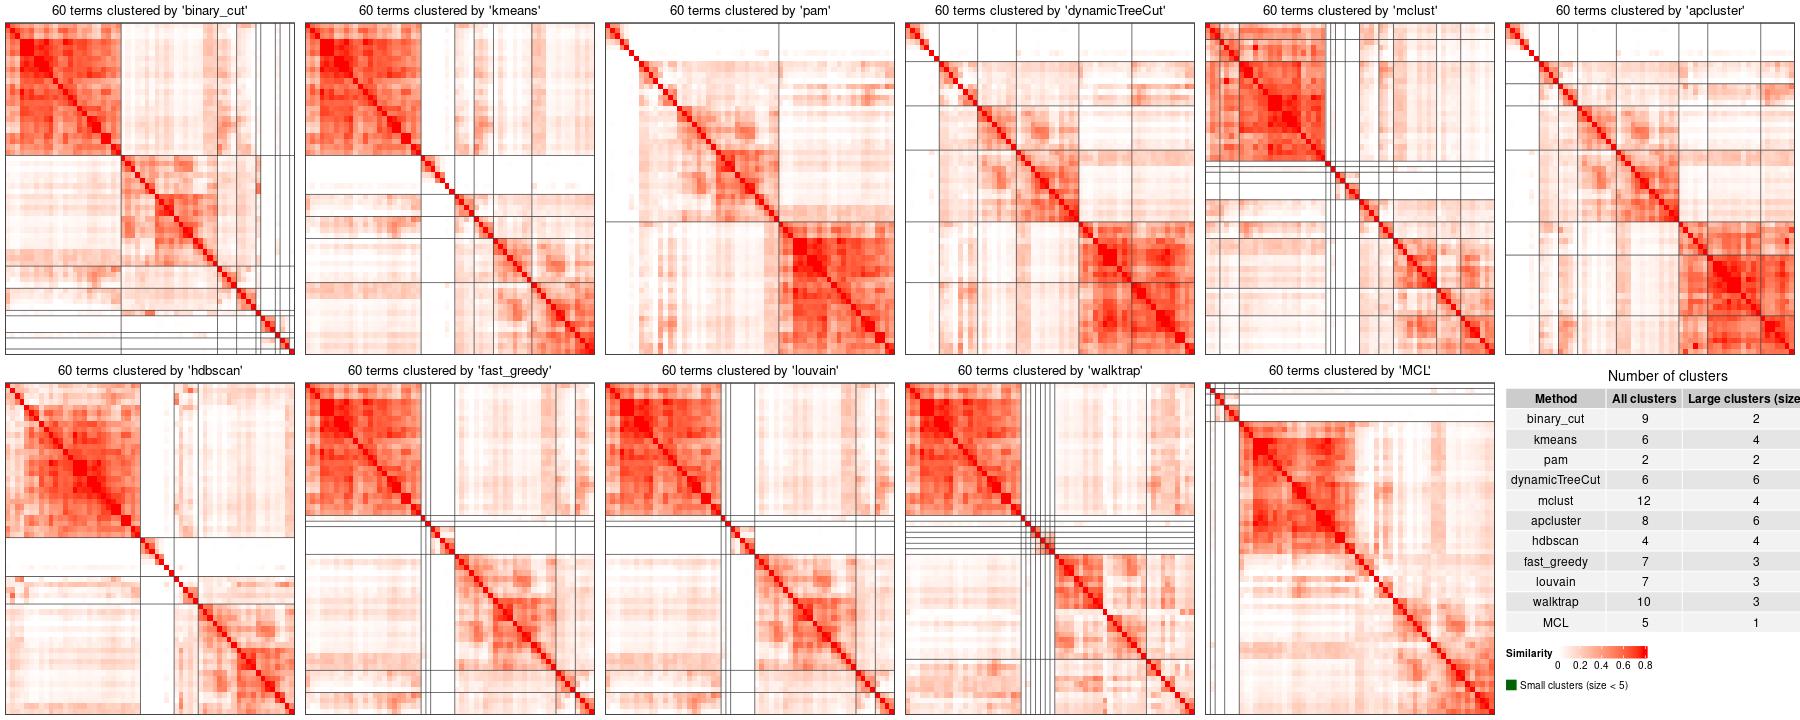 60 terms clustered by 'binary_cut'
60 terms clustered by 'kmeans'
60 terms clustered by 'pam'
60 terms clustered by 'dynamicTreeCut'
60 terms clustered by 'mclust'
60 terms clustered by 'apcluster'
60 terms clustered by 'hdbscan'
60 terms clustered by 'fast_greedy'
60 terms clustered by 'louvain'
60 terms clustered by 'walktrap'
60 terms clustered by 'MCL'
Number of clusters
Method All clusters Large clusters (size
binary_cut 9 2
kmeans 6 4
pam 2 2
dynamicTreeCut 6 6
mclust 12 4
apcluster 8 6
hdbscan 4 4
fast_greedy 7 3
louvain 7 3
walktrap 10 3
MCL 5 1
Similarity
0 0.2 0.4 0.6 0.8
Small clusters (size < 5)